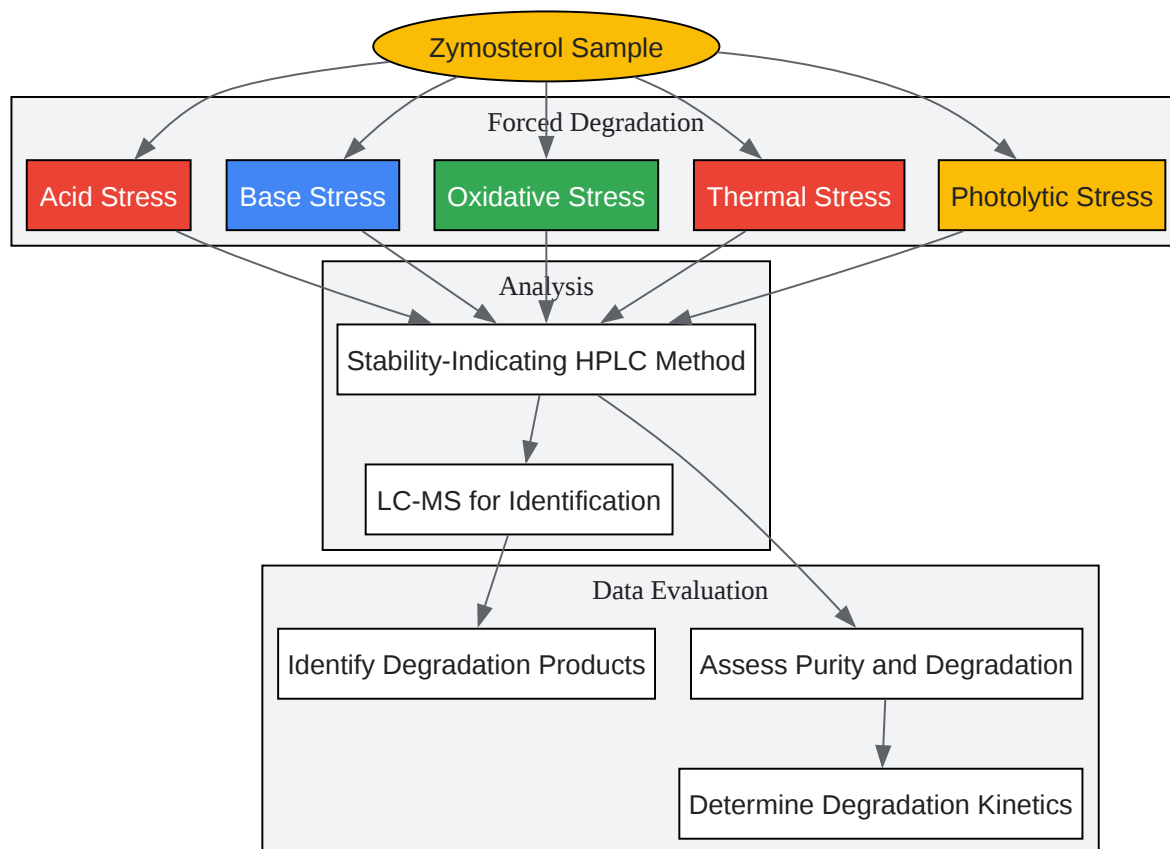 Zymosterol Sample
Forced Degradation
Acid Stress
Base Stress
Oxidative Stress
Thermal Stress
Photolytic Stress
Analysis
Stability-Indicating HPLC Method
LC-MS for Identification
Data Evaluation
Identify Degradation Products
Assess Purity and Degradation
Determine Degradation Kinetics